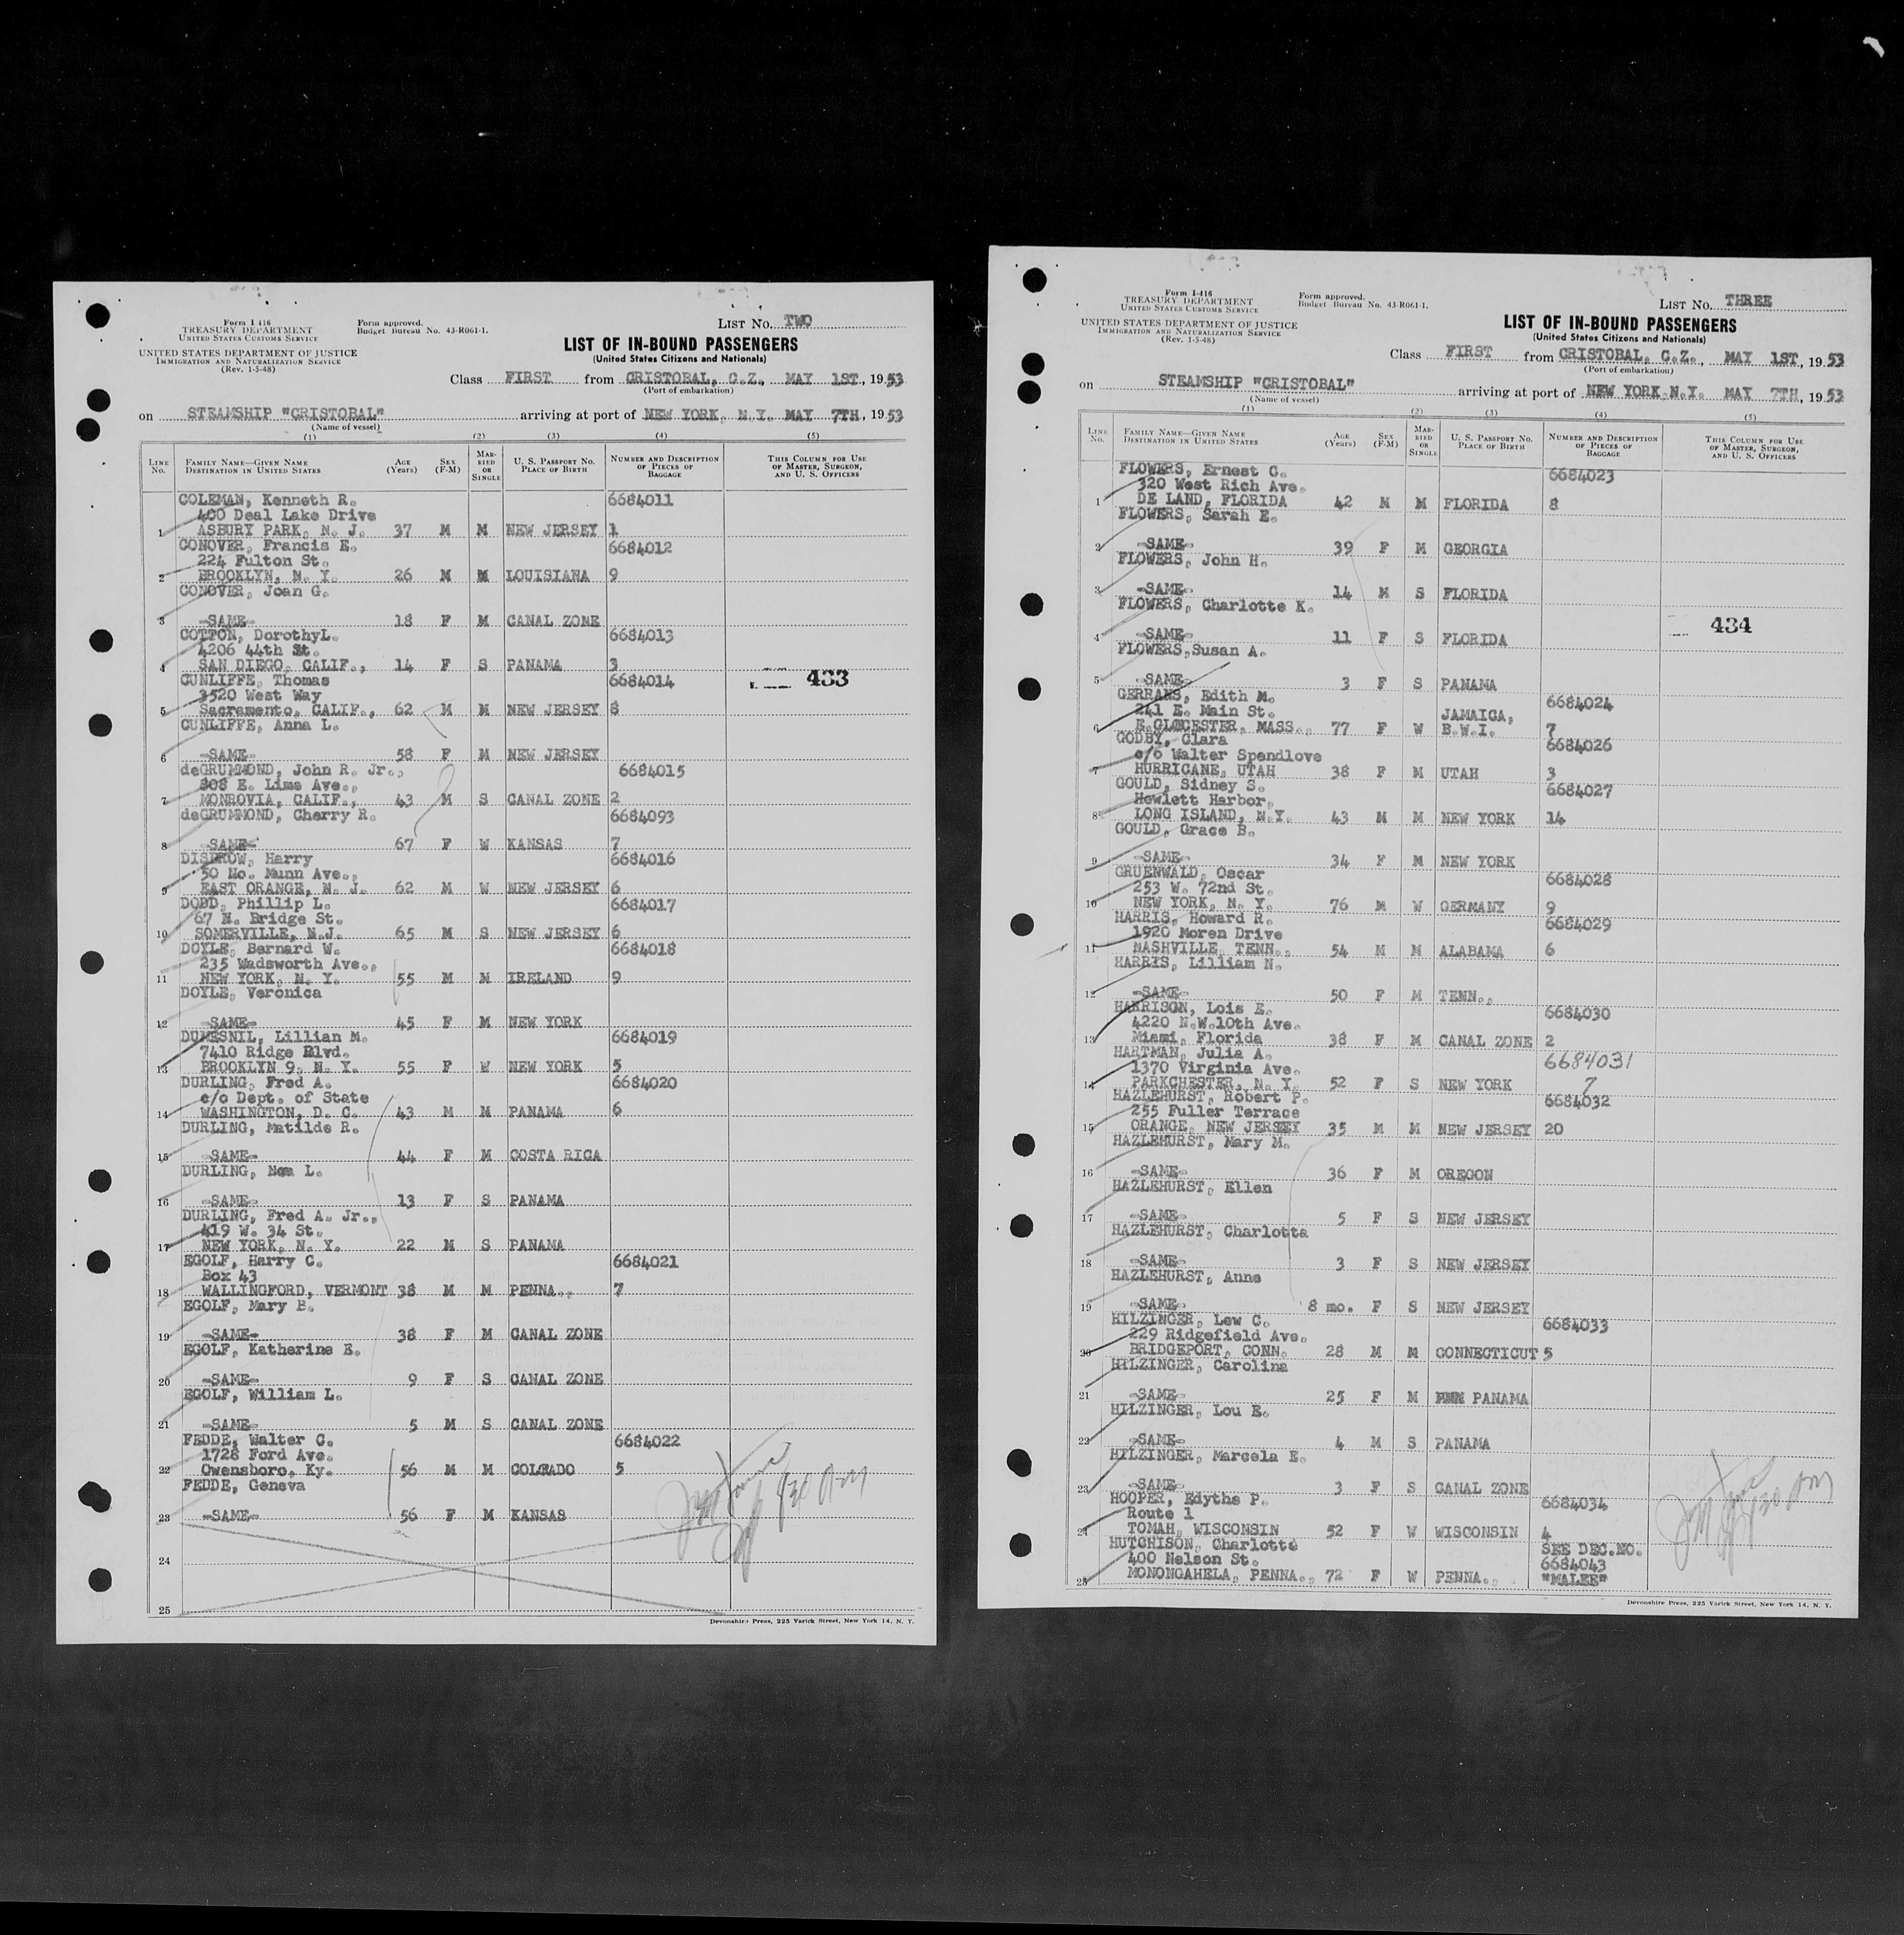 Form I 416
TREASURY DEPARTMENT
UNITED STATES CUSTOMS SERVICE
Form approved.
Budget Bureau No. 43-R061-1.
LIST NO. TWO
UNITED STATES DEPARTMENT OF JUSTICE
IMMIGRATION AND NATURALIZATION SERVICE
(Rev. 1-5-48)
LIST OF IN-BOUND PASSENGERS
(United States Citizens and Nationals)
Class FIRST from CRISTOBAL, C.Z., MAY 1ST, 1953
(Port of embarkation)
on STEAMSHIP "CRISTOBAL" arriving at port of NEW YORK, N.Y. MAY 7TH, 1953
(Name of vessel)
(1) (2) (3) (4) (5)
LINE No. FAMILY NAME—GIVEN NAME DESTINATION IN UNITED STATES AGE (Years) SEX (F-M) MARRIED OR SINGLE U. S. PASSPORT NO. PLACE OF BIRTH NUMBER AND DESCRIPTION OF PIECES OF BAGGAGE THIS COLUMN FOR USE OF MASTER, SURGEON, AND U. S. OFFICERS
COLEMAN, Kenneth R. 6684011
400 Deal Lake Drive
1 ASBURY PARK, N. J. 37 M M NEW JERSEY 1
CONOVER, Francis E. 6684012
224 Fulton St.
2 BROOKLYN, N. Y. 26 M M LOUISIANA 9
CONOVER, Joan G.
3 -SAME- 18 F M CANAL ZONE
COTTON, DorothyL. 6684013
4206 44th St.
4 SAN DIEGO, CALIF., 14 F S PANAMA 3
CUNLIFFE, Thomas 6684014 433
3520 West Way
5 Sacramento, CALIF., 62 M M NEW JERSEY 8
CUNLIFFE, Anna L.
6 -SAME- 58 F M NEW JERSEY
deGRUMMOND, John R. Jr., 6684015
808 E. Lime Ave.,
7 MONROVIA, CALIF., 43 M S CANAL ZONE 2
deGRUMMOND, Cherry R. 6684093
8 -SAME- 67 F W KANSAS 7
DISBROW, Harry 6684016
50 No. Munn Ave.,
9 EAST ORANGE, N. J. 62 M W NEW JERSEY 6
DODD, Phillip L. 6684017
67 N. Bridge St.
10 SOMERVILLE, N.J. 65 M S NEW JERSEY 6
DOYLE, Bernard W. 6684018
235 Wadsworth Ave.,
11 NEW YORK, N. Y. 55 M M IRELAND 9
DOYLE, Veronica
12 -SAME- 45 F M NEW YORK
DUMESNIL, Lillian M. 6684019
7410 Ridge Blvd.
13 BROOKLYN 9, N. Y. 55 F W NEW YORK 5
DURLING, Fred A. 6684020
c/o Dept. of State
14 WASHINGTON, D. C. 43 M M PANAMA 6
DURLING, Matilde R.
15 -SAME- 44 F M COSTA RICA
DURLING, L.
16 -SAME- 13 F S PANAMA
DURLING, Fred A. Jr.,
419 W. 34 St.
17 NEW YORK, N. Y. 22 M S PANAMA
EGOLF, Harry C. 6684021
Box 43
18 WALLINGFORD, VERMONT 38 M M PENNA., 7
EGOLF, Mary B.
19 -SAME- 38 F M CANAL ZONE
EGOLF, Katherine E.
20 -SAME- 9 F S CANAL ZONE
EGOLF, William L.
21 -SAME- 5 M S CANAL ZONE
FEDDE, Walter C. 6684022
1728 Ford Ave.
22 Owensboro, Ky. 56 M M COLORADO 5
FEDDE, Geneva
23 -SAME- 56 F M KANSAS
24
25
Devonshire Press, 225 Varick Street, New York 14, N. Y.
Form I-416
TREASURY DEPARTMENT
UNITED STATES CUSTOMS SERVICE
Form approved.
Budget Bureau No. 43-R061-1.
LIST NO. THREE
UNITED STATES DEPARTMENT OF JUSTICE
IMMIGRATION AND NATURALIZATION SERVICE
(Rev. 1-5-48)
LIST OF IN-BOUND PASSENGERS
(United States Citizens and Nationals)
Class FIRST from CRISTOBAL, C.Z., MAY 1ST, 1953
(Port of embarkation)
on STEAMSHIP "CRISTOBAL" arriving at port of NEW YORK,N.Y. MAY 7TH, 1953
(Name of vessel)
(1) (2) (3) (4) (5)
LINE No. FAMILY NAME—GIVEN NAME DESTINATION IN UNITED STATES AGE (Years) SEX (F-M) MARRIED OR SINGLE U. S. PASSPORT NO. PLACE OF BIRTH NUMBER AND DESCRIPTION OF PIECES OF BAGGAGE THIS COLUMN FOR USE OF MASTER, SURGEON, AND U. S. OFFICERS
FLOWERS, Ernest C. 6684023
320 West Rich Ave.
1 DE LAND, FLORIDA 42 M M FLORIDA 8
FLOWERS, Sarah E.
2 -SAME- 39 F M GEORGIA
FLOWERS, John H.
3 -SAME- 14 M S FLORIDA
FLOWERS, Charlotte K. 434
4 -SAME- 11 F S FLORIDA
FLOWERS,Susan A.
5 -SAME- 3 F S PANAMA
GERRANS, Edith M. 6684024
241 E. Main St. JAMAICA,
6 E.GLOCESTER, MASS., 77 F W B.W.I. 7
GODBY, Clara 6684026
c/o Walter Spendlove
7 HURRICANE, UTAH 38 F M UTAH 3
GOULD, Sidney S. 6684027
Hewlett Harbor,
8 LONG ISLAND, N.Y. 43 M M NEW YORK 14
GOULD, Grace B.
9 -SAME- 34 F M NEW YORK
GRUENWALD, Oscar 6684028
253 W. 72nd St.
10 NEW YORK, N. Y. 76 M W GERMANY 9
HARRIS, Howard R. 6684029
1920 Moren Drive
11 NASHVILLE, TENN., 54 M M ALABAMA 6
HARRIS, Lilliam N.
12 -SAME- 50 F M TENN.,
HARRISON, Lois E. 6684030
4220 N.W.10th Ave.
13 Miami, Florida 38 F M CANAL ZONE 2
HARTMAN, Julia A. 6684031
1370 Virginia Ave.
14 PARKCHESTER, N. Y. 52 F S NEW YORK 7
HAZLEHURST, Robert P. 6684032
255 Fuller Terrace
15 ORANGE, NEW JERSEY 35 M M NEW JERSEY 20
HAZLEHURST, Mary M.
16 -SAME- 36 F M OREGON
HAZLEHURST, Ellen
17 -SAME- 5 F S NEW JERSEY
HAZLEHURST, Charlotta
18 -SAME- 3 F S NEW JERSEY
HAZLEHURST, Anne
19 -SAME- 8 mo. F S NEW JERSEY
HILZINGER, Lew C. 6684033
229 Ridgefield Ave.
20 BRIDGEPORT, CONN. 28 M M CONNECTICUT 5
HILZINGER, Carolina
21 -SAME- 25 F M PANAMA
HILZINGER, Lou E.
22 -SAME- 4 M S PANAMA
HILZINGER, Marcela E.
23 -SAME- 3 F S CANAL ZONE
HOOPER, Edythe P. 6684034
Route 1
24 TOMAH, WISCONSIN 52 F W WISCONSIN 4
HUTCHISON, Charlotte SEE DEC.NO.
400 Nelson St. 6684043
25 MONONGAHELA, PENNA., 72 F W PENNA., "MALEE"
Devonshire Press, 225 Varick Street, New York 14, N. Y.